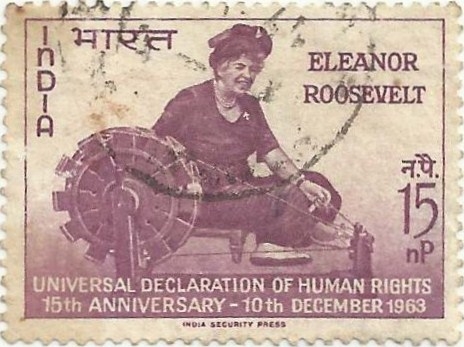 INDIA
भारत
ELEANOR
ROOSEVELT
न.पै.
15
nP
UNIVERSAL DECLARATION OF HUMAN RIGHTS
15th ANNIVERSARY - 10th DECEMBER 1963
INDIA SECURITY PRESS